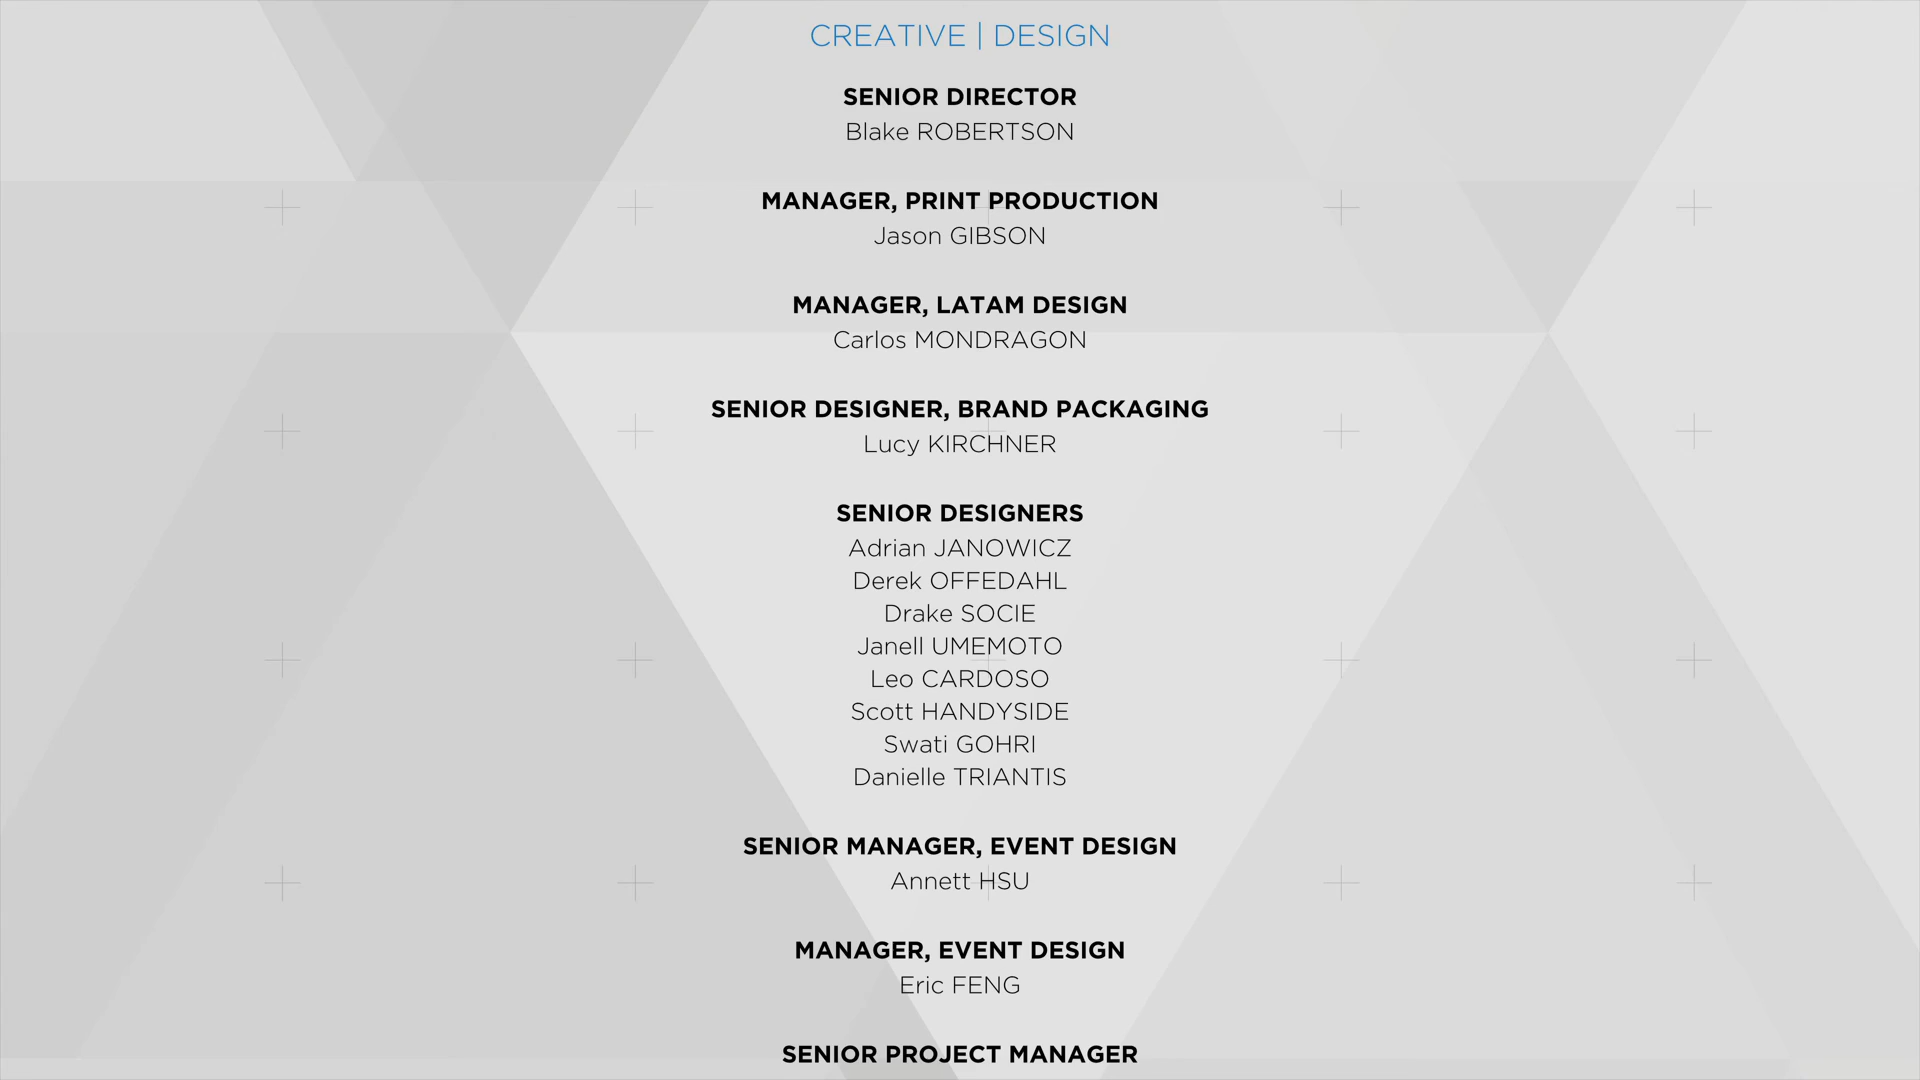 CREATIVE | DESIGN
SENIOR DIRECTOR
Blake ROBERTSON
MANAGER, PRINT PRODUCTION
Jason GIBSON
MANAGER, LATAM DESIGN
Carlos MONDRAGON
SENIOR DESIGNER, BRAND PACKAGING
Lucy KIRCHNER
SENIOR DESIGNERS
Adrian JANOWICZ
Derek OFFEDAHL
Drake SOCIE
Janell UMEMOTO
Leo CARDOSO
Scott HANDYSIDE
Swati GOHRI
Danielle TRIANTIS
SENIOR MANAGER, EVENT DESIGN
Annett HSU
MANAGER, EVENT DESIGN
Eric FENG
SENIOR PROJECT MANAGER